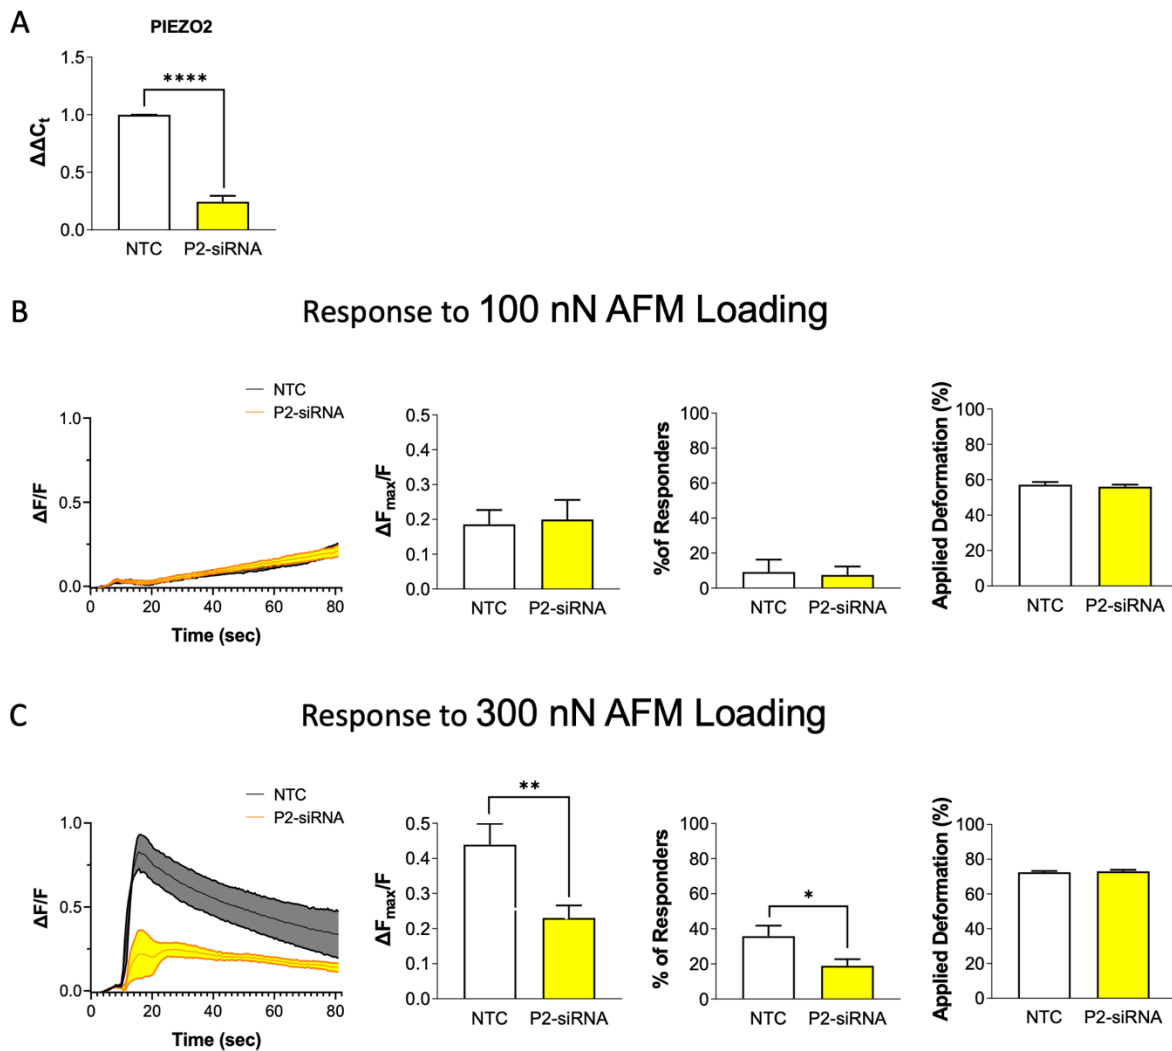 A
PIEZO2
1.5
1.0
0.5
0.0
ΔΔCt
****
NTC
P2-siRNA
B
Response to 100 nN AFM Loading
NTC
P2-siRNA
1.0
0.5
0.0
ΔF/F
0
20
40
60
80
Time (sec)
0.5
0.4
0.3
0.2
0.1
0.0
ΔFmax/F
NTC
P2-siRNA
100
80
60
40
20
0
%of Responders
NTC
P2-siRNA
100
80
60
40
20
0
Applied Deformation (%)
NTC
P2-siRNA
C
Response to 300 nN AFM Loading
NTC
P2-siRNA
1.0
0.5
0.0
ΔF/F
0
20
40
60
80
Time (sec)
**
0.5
0.4
0.3
0.2
0.1
0.0
ΔFmax/F
NTC
P2-siRNA
*
100
80
60
40
20
0
% of Responders
NTC
P2-siRNA
100
80
60
40
20
0
Applied Deformation (%)
NTC
P2-siRNA